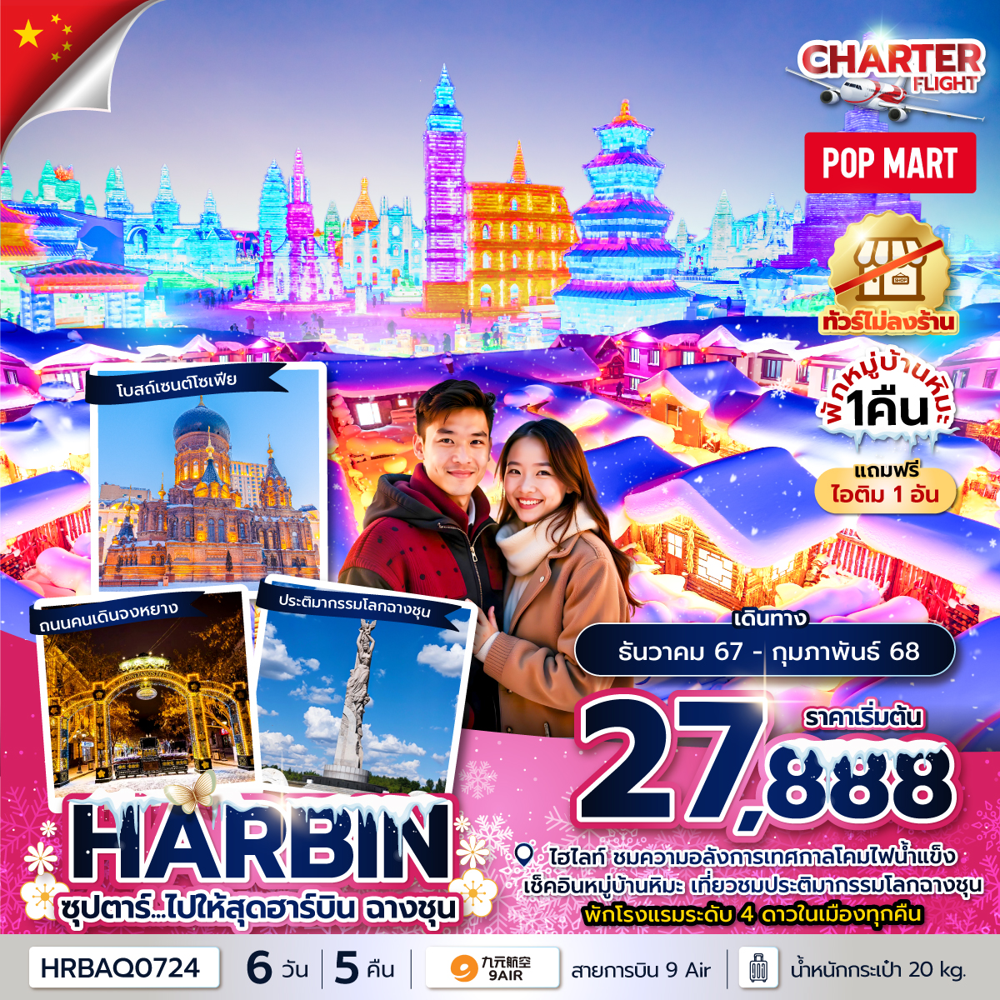 CHARTER
FLIGHT
POP MART
SHOP
ทัวร์ไม่ลงร้าน
พักหมู่บ้านหิมะ
1คืน
แถมฟรี
ไอติม 1 อัน
โบสถ์เซนต์โซเฟีย
ถนนคนเดินจงหยาง
ประติมากรรมโลกฉางชุน
เดินทาง
ธันวาคม 67 - กุมภาพันธ์ 68
ราคาเริ่มต้น
27,888
HARBIN
ซุปตาร์...ไปให้สุดฮาร์บิน ฉางชุน
ไฮไลท์ ชมความอลังการเทศกาลโคมไฟน้ำแข็ง
เช็คอินหมู่บ้านหิมะ เที่ยวชมประติมากรรมโลกฉางชุน
พักโรงแรมระดับ 4 ดาวในเมืองทุกคืน
HRBAQ0724
6 วัน
5 คืน
九元航空
9AIR
สายการบิน 9 Air
น้ำหนักกระเป๋า 20 kg.